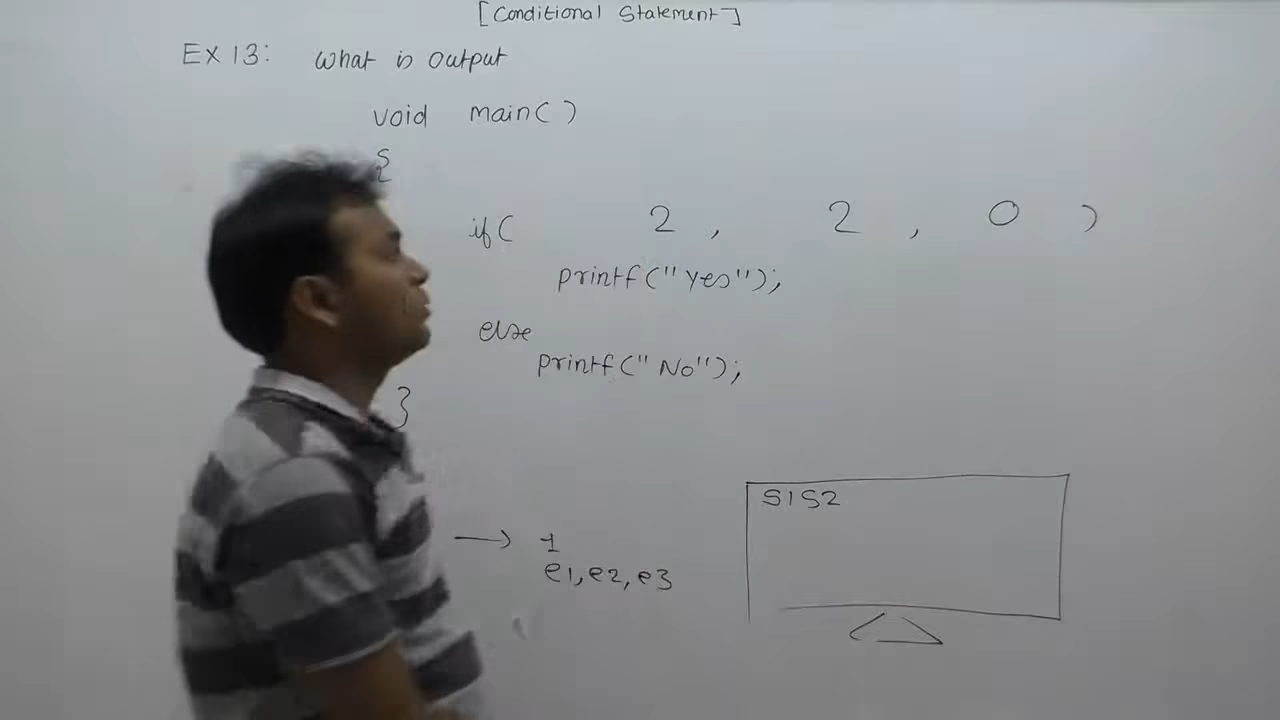 [Conditional Statement]
EX 13: What is output
void main( )
{
if( 2 , 2 , 0 )
printf("Yes");
else
printf("No");
}
S1S2
→ 1
e1,e2,e3